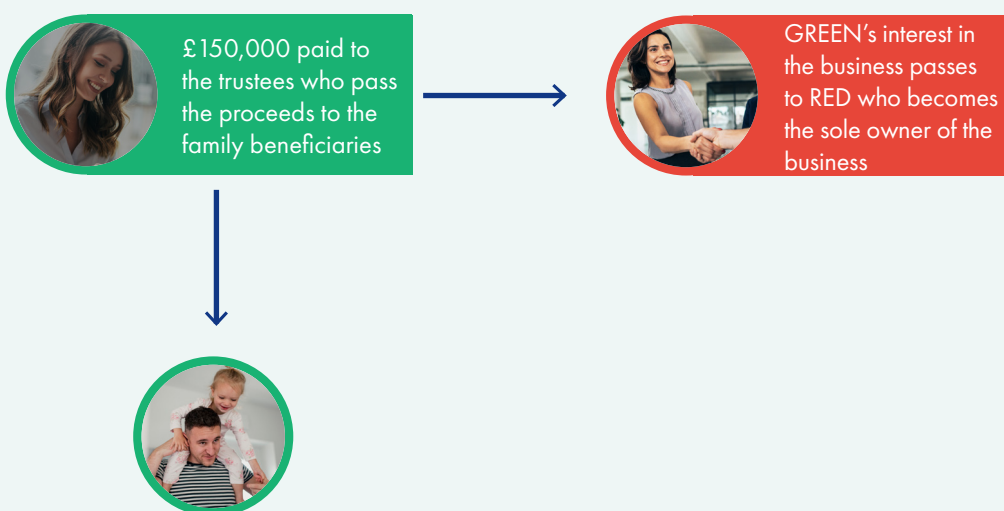 £150,000 paid to
the trustees who pass
the proceeds to the
family beneficiaries
GREEN’s interest in
the business passes
to RED who becomes
the sole owner of the
business